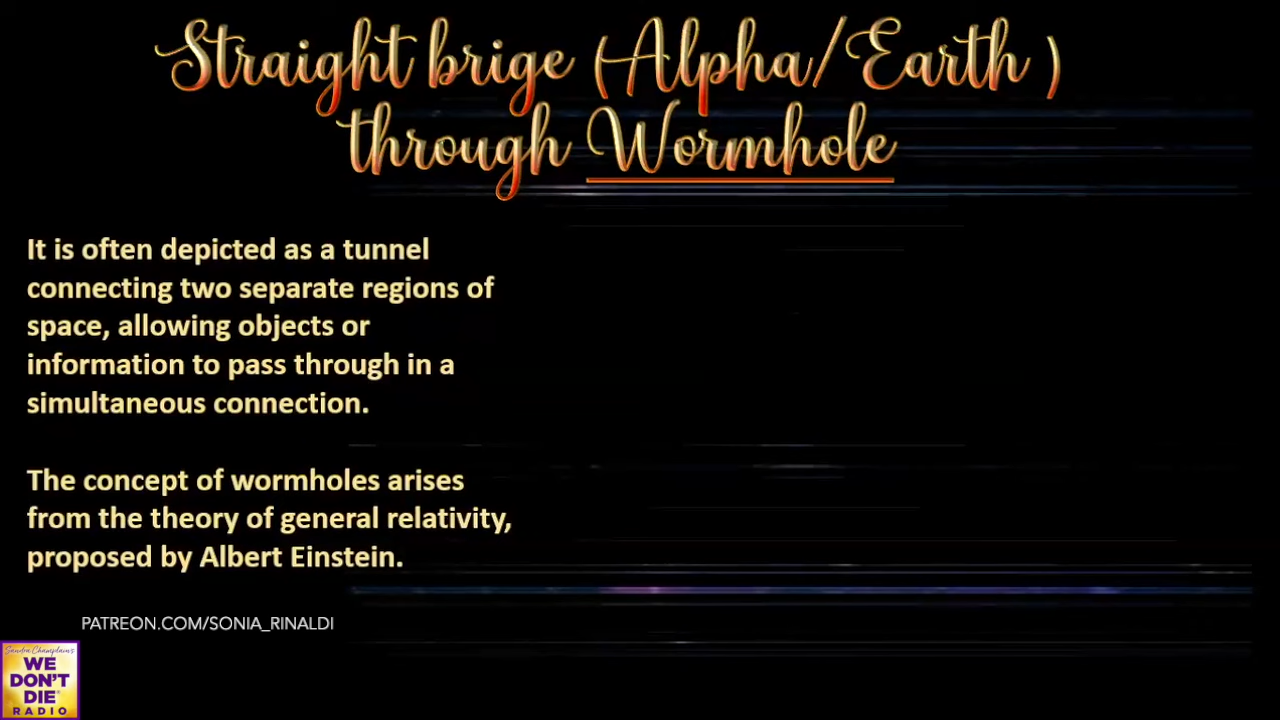 Straight brige (Alpha/Earth )
through Wormhole
It is often depicted as a tunnel
connecting two separate regions of
space, allowing objects or
information to pass through in a
simultaneous connection.
The concept of wormholes arises
from the theory of general relativity,
proposed by Albert Einstein.
PATREON.COM/SONIA_RINALDI
Sandra Champlain's
WE
DON'T
DIE®
RADIO